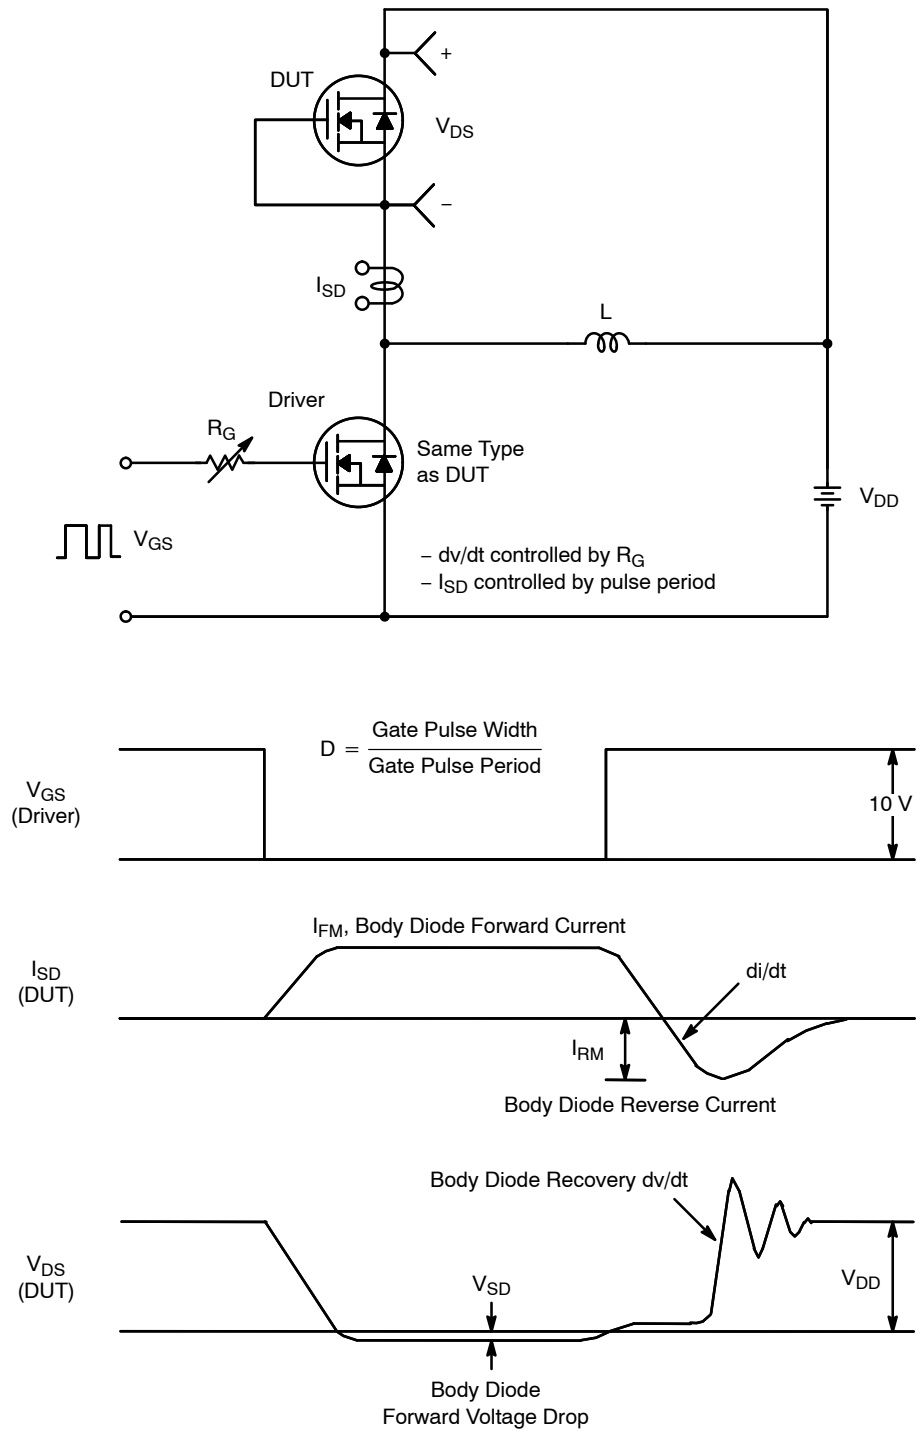 +
DUT
V_DS
−
I_SD
L
Driver
R_G
Same Type
as DUT
V_DD
V_GS
− dv/dt controlled by R_G
− I_SD controlled by pulse period
D = Gate Pulse Width
Gate Pulse Period
V_GS
(Driver)
10 V
I_FM, Body Diode Forward Current
I_SD
(DUT)
di/dt
I_RM
Body Diode Reverse Current
Body Diode Recovery dv/dt
V_DS
(DUT)
V_SD
V_DD
Body Diode
Forward Voltage Drop